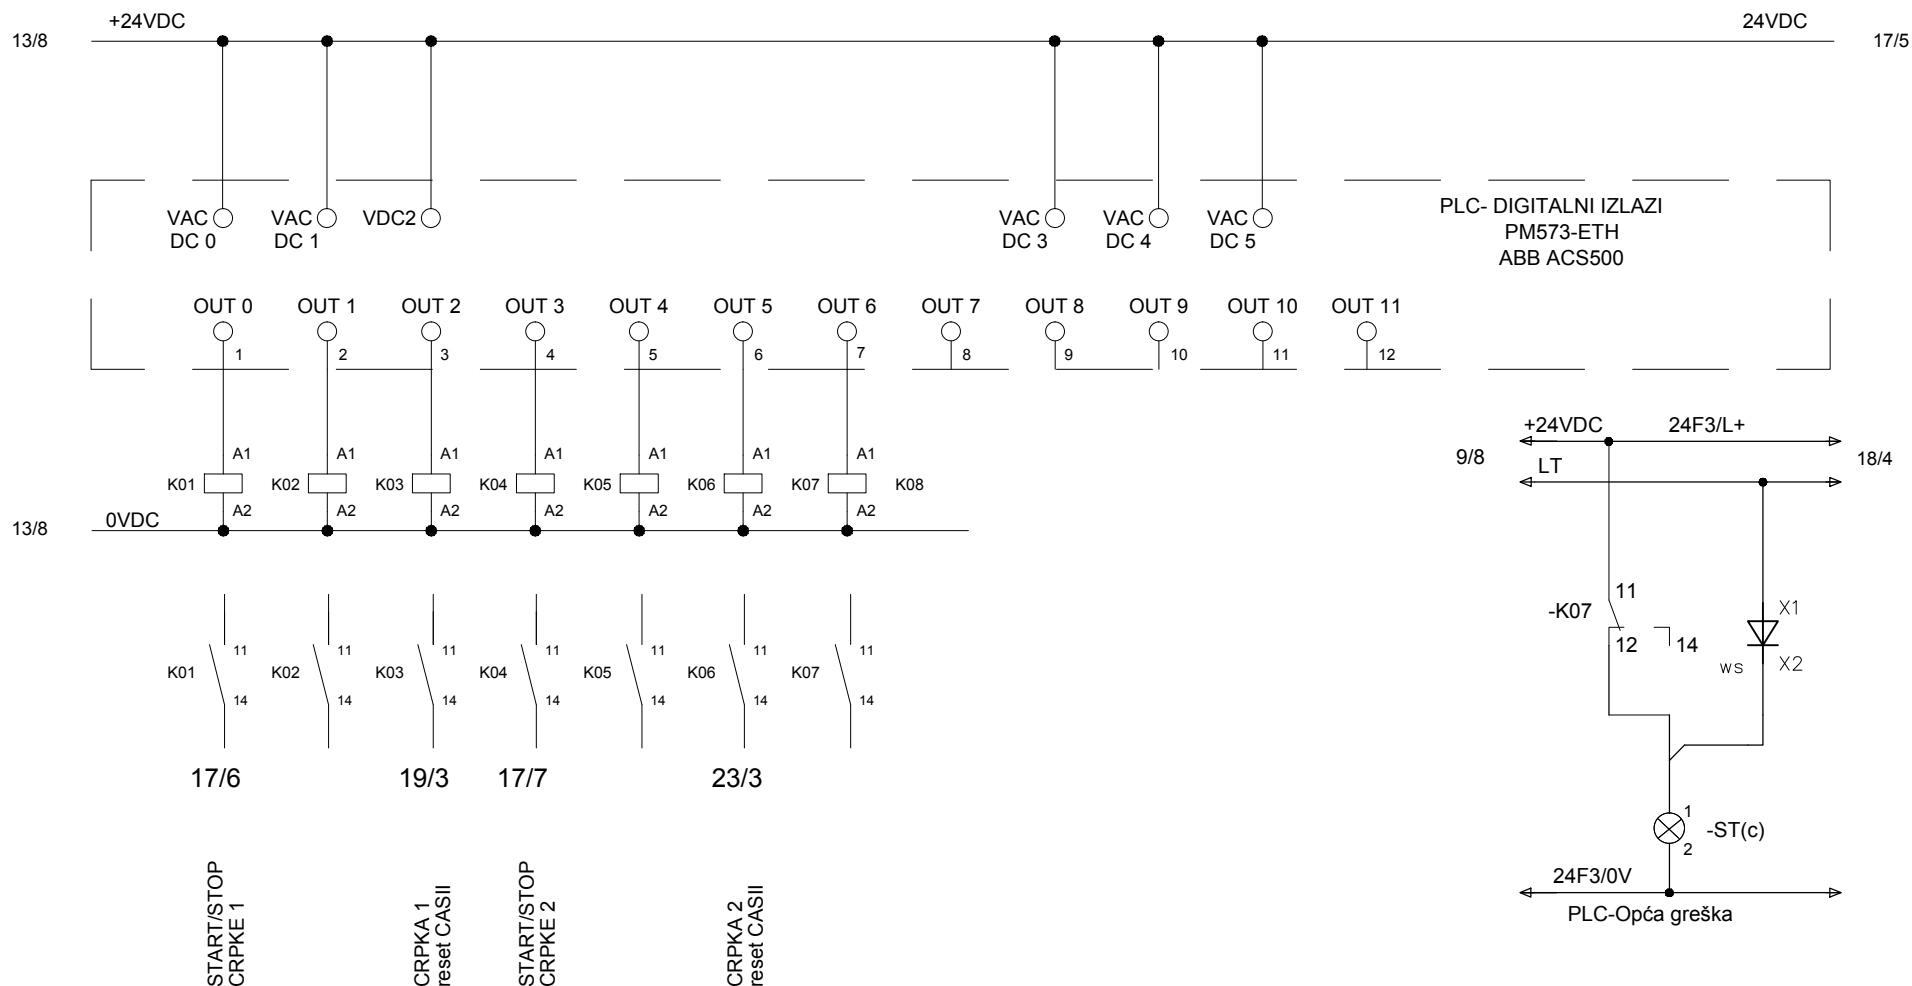 +24VDC
24VDC
13/8
17/5
VAC
DC 0
VAC
DC 1
VDC2
VAC
DC 3
VAC
DC 4
VAC
DC 5
PLC- DIGITALNI IZLAZI
PM573-ETH
ABB ACS500
OUT 0
OUT 1
OUT 2
OUT 3
OUT 4
OUT 5
OUT 6
OUT 7
OUT 8
OUT 9
OUT 10
OUT 11
1
2
3
4
5
6
7
8
9
10
11
12
A1
A1
A1
A1
A1
A1
A1
K01
K02
K03
K04
K05
K06
K07
K08
A2
A2
A2
A2
A2
A2
A2
13/8
0VDC
11
11
11
11
11
11
11
K01
K02
K03
K04
K05
K06
K07
14
14
14
14
14
14
14
17/6
19/3
17/7
23/3
START/STOP
CRPKE 1
CRPKA 1
reset CASII
START/STOP
CRPKE 2
CRPKA 2
reset CASII
+24VDC
24F3/L+
9/8
LT
18/4
11
-K07
12
14
X1
WS
X2
1
-ST(c)
2
24F3/0V
PLC-Opća greška